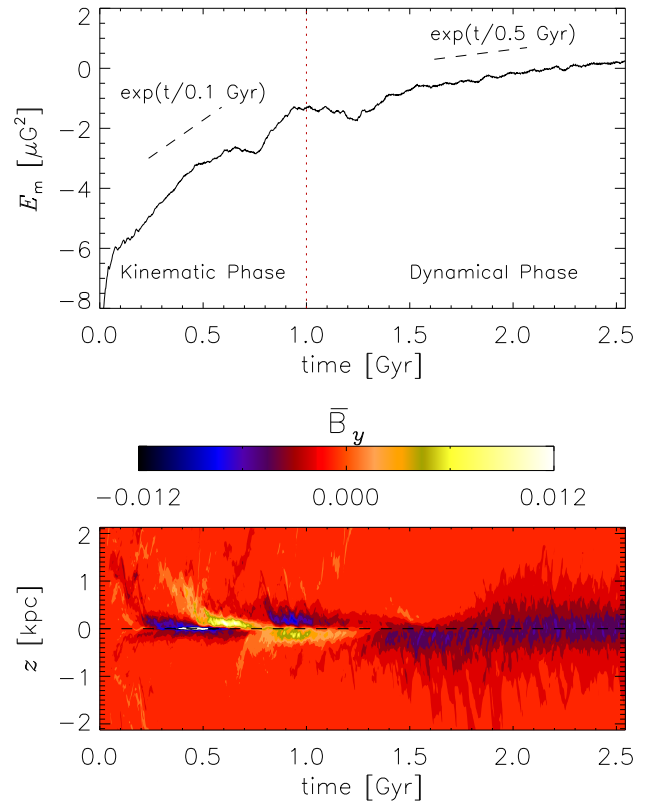 2
0
−2
−4
−6
−8
E_m [μG²]
exp(t/0.1 Gyr)
exp(t/0.5 Gyr)
Kinematic Phase
Dynamical Phase
0.0 0.5 1.0 1.5 2.0 2.5
time [Gyr]
B̅_y
−0.012 0.000 0.012
2
1
0
−1
−2
z [kpc]
0.0 0.5 1.0 1.5 2.0 2.5
time [Gyr]